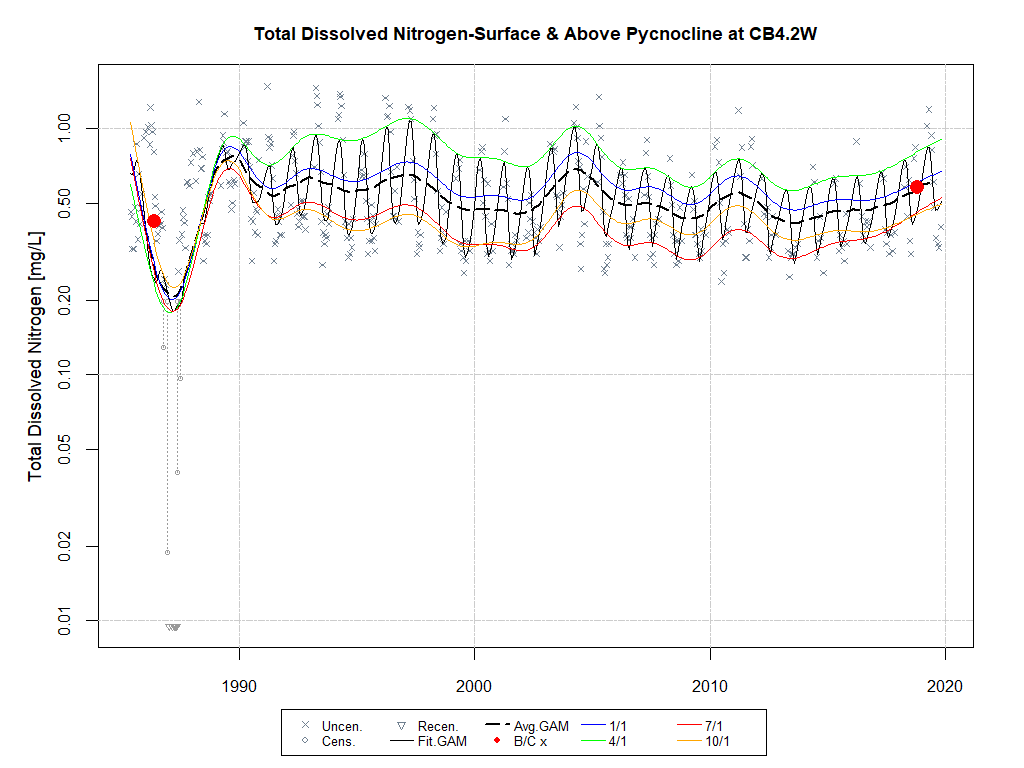 Total Dissolved Nitrogen-Surface & Above Pycnocline at CB4.2W
Total Dissolved Nitrogen [mg/L]
1.00
0.50
0.20
0.10
0.05
0.02
0.01
1990 2000 2010 2020
Uncen. Recen. Avg.GAM 1/1 7/1
Cens. Fit.GAM B/C x 4/1 10/1